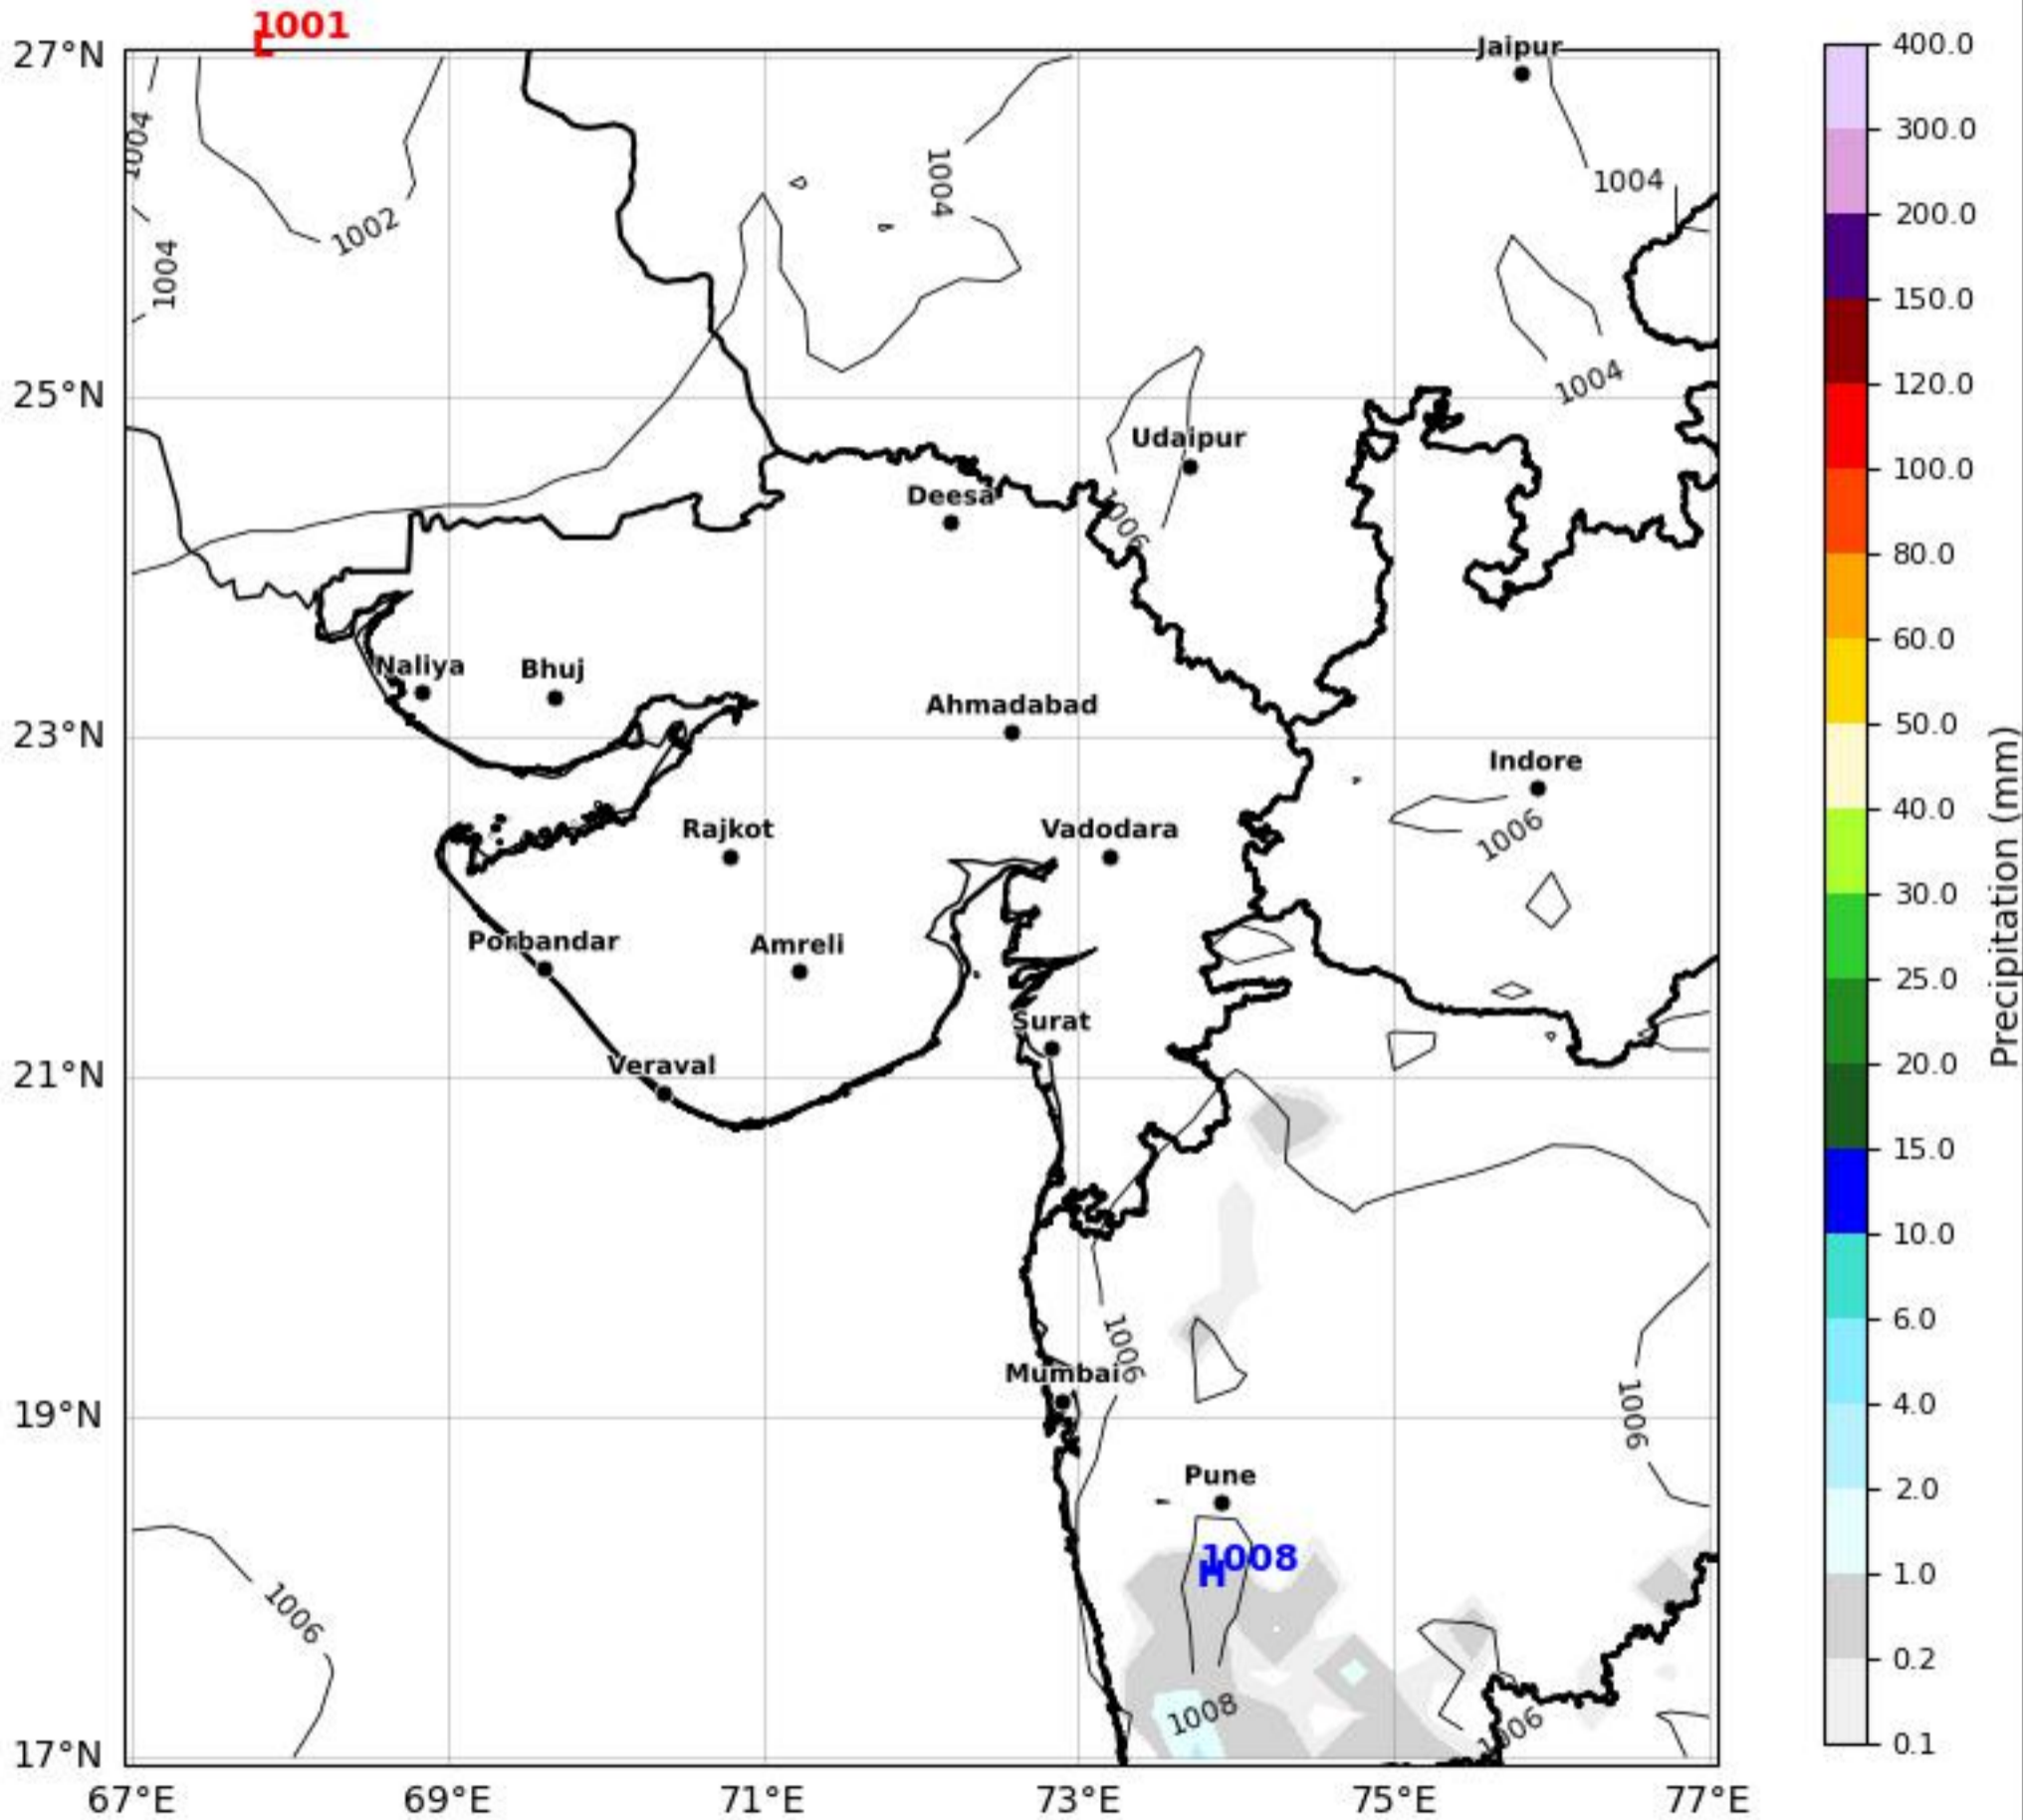 1001
L
27°N
25°N
23°N
21°N
19°N
17°N
67°E
69°E
71°E
73°E
75°E
77°E
Jaipur
1004
1004
1004
1002
1004
1004
1004
Udaipur
Deesa
1006
Naliya
Bhuj
Ahmadabad
Indore
1006
Rajkot
Vadodara
Porbandar
Amreli
Surat
Veraval
1006
Mumbai
1006
Pune
1008
H
1006
1008
1006
400.0
300.0
200.0
150.0
120.0
100.0
80.0
60.0
50.0
40.0
30.0
25.0
20.0
15.0
10.0
6.0
4.0
2.0
1.0
0.2
0.1
Precipitation (mm)